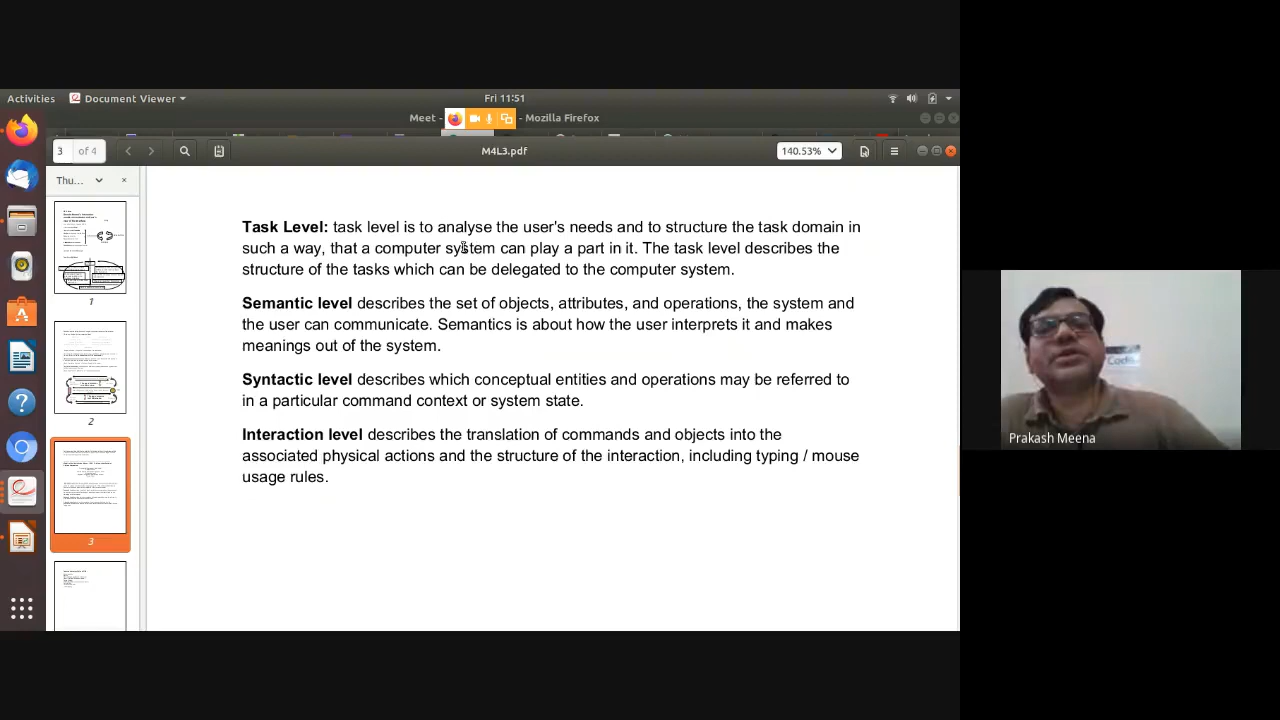 Activities
Document Viewer
Fri 11:51
Meet -
- Mozilla Firefox
3
of 4
M4L3.pdf
140.53%
Thu...
1
2
3
Task Level: task level is to analyse the user's needs and to structure the task domain in
such a way, that a computer system can play a part in it. The task level describes the
structure of the tasks which can be delegated to the computer system.
Semantic level describes the set of objects, attributes, and operations, the system and
the user can communicate. Semantics is about how the user interprets it and makes
meanings out of the system.
Syntactic level describes which conceptual entities and operations may be referred to
in a particular command context or system state.
Interaction level describes the translation of commands and objects into the
associated physical actions and the structure of the interaction, including typing / mouse
usage rules.
Prakash Meena